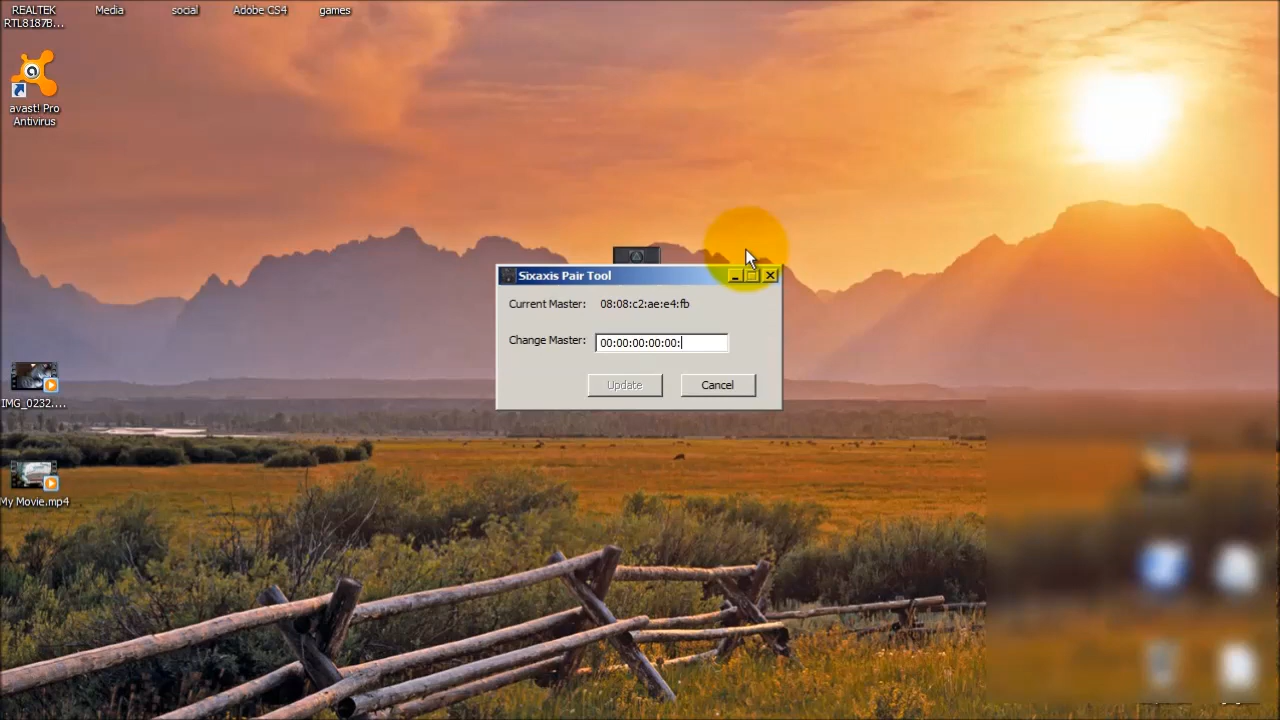 REALTEK
RTL8187B...
Media
social
Adobe CS4
games
avast! Pro
Antivirus
Sixaxis Pair Tool
Current Master: 08:08:c2:ae:e4:fb
Change Master: 00:00:00:00:00:
Update
Cancel
IMG_0232....
My Movie.mp4